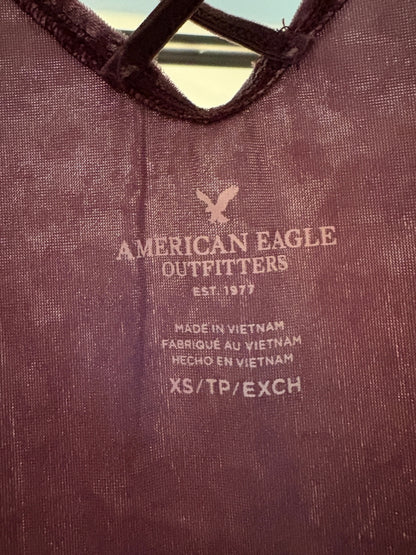 AMERICAN EAGLE
OUTFITTERS
EST. 1977
MADE IN VIETNAM
FABRIQUÉ AU VIETNAM
HECHO EN VIETNAM
XS/TP/EXCH